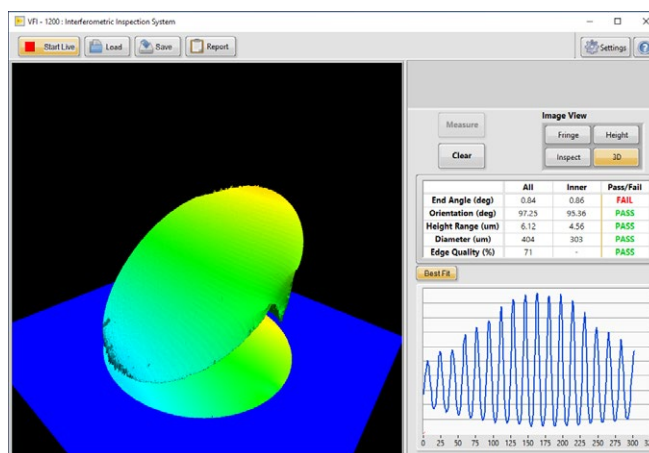 VFI - 1200 : Interferometric Inspection System
Start Live Load Save Report Settings
Image View
Measure Fringe Height
Clear Inspect 3D
All Inner Pass/Fail
End Angle (deg) 0.84 0.86 FAIL
Orientation (deg) 97.25 95.36 PASS
Height Range (um) 6.12 4.56 PASS
Diameter (um) 404 303 PASS
Edge Quality (%) 71 - PASS
Best Fit
0 25 50 75 100 125 150 175 200 225 250 275 300